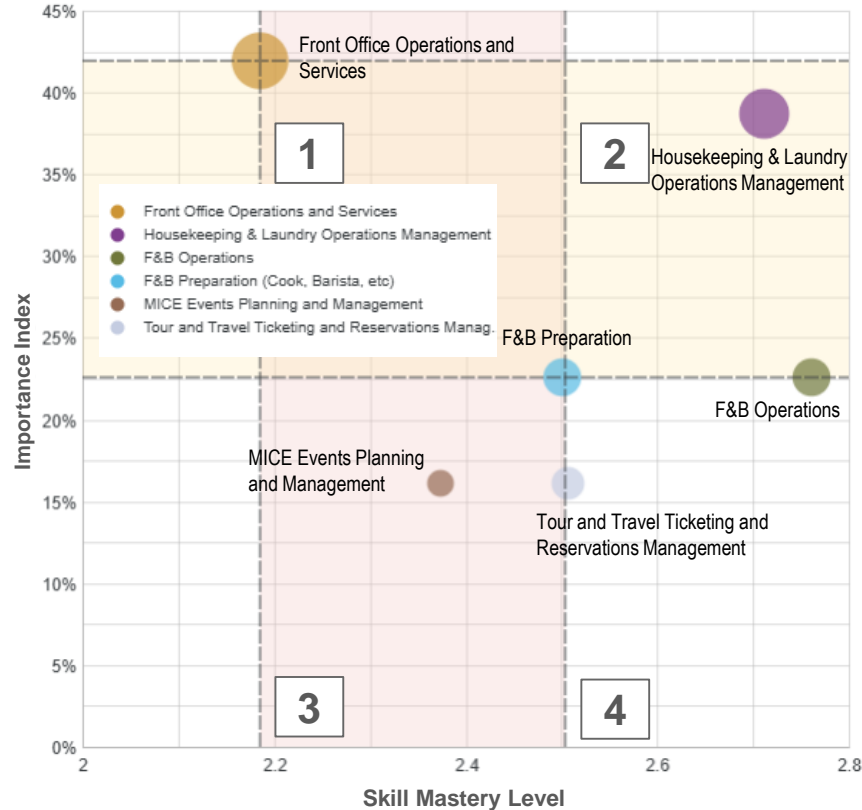 45%
Front Office Operations and
Services
40%
1
2
Housekeeping & Laundry
Operations Management
35%
Front Office Operations and Services
Housekeeping & Laundry Operations Management
F&B Operations
F&B Preparation (Cook, Barista, etc)
MICE Events Planning and Management
Tour and Travel Ticketing and Reservations Manag.
30%
25%
F&B Preparation
20%
F&B Operations
MICE Events Planning
and Management
15%
Tour and Travel Ticketing and
Reservations Management
10%
5%
3
4
0%
Importance Index
2
2.2
2.4
2.6
2.8
Skill Mastery Level